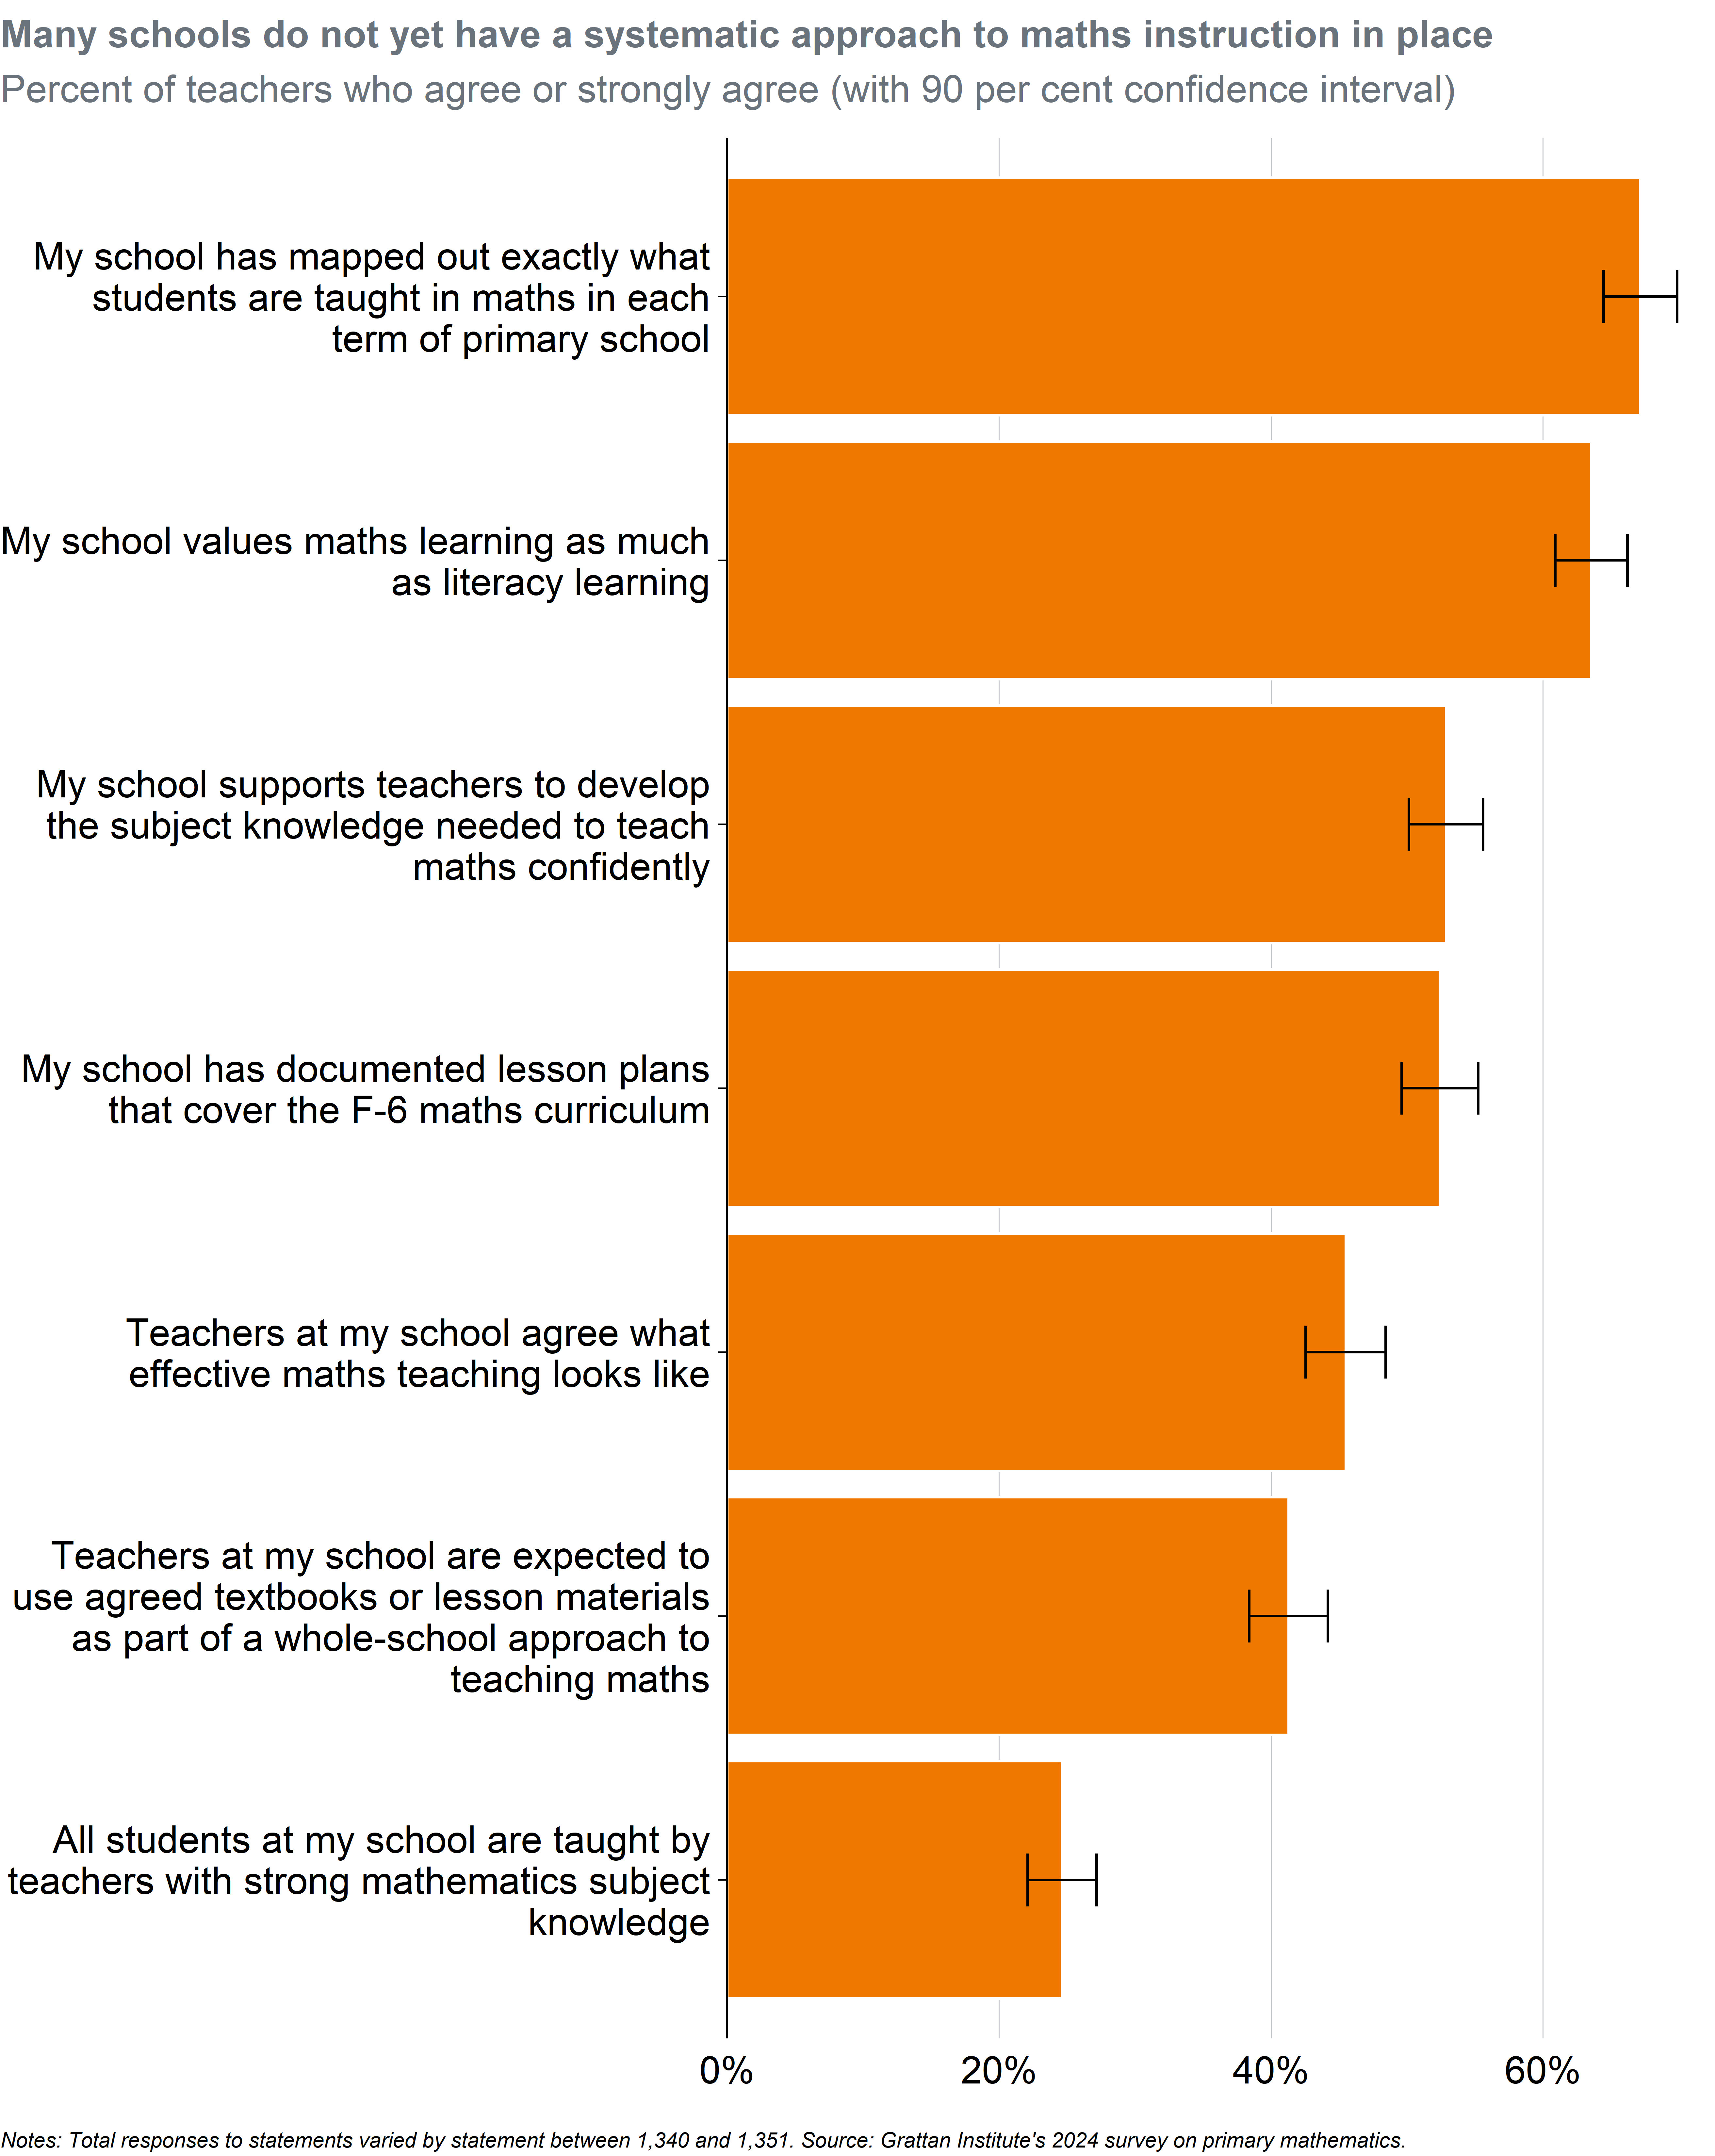 Many schools do not yet have a systematic approach to maths instruction in place
Percent of teachers who agree or strongly agree (with 90 per cent confidence interval)
My school has mapped out exactly what
students are taught in maths in each
term of primary school
My school values maths learning as much
as literacy learning
My school supports teachers to develop
the subject knowledge needed to teach
maths confidently
My school has documented lesson plans
that cover the F-6 maths curriculum
Teachers at my school agree what
effective maths teaching looks like
Teachers at my school are expected to
use agreed textbooks or lesson materials
as part of a whole-school approach to
teaching maths
All students at my school are taught by
teachers with strong mathematics subject
knowledge
0% 20% 40% 60%
Notes: Total responses to statements varied by statement between 1,340 and 1,351. Source: Grattan Institute's 2024 survey on primary mathematics.